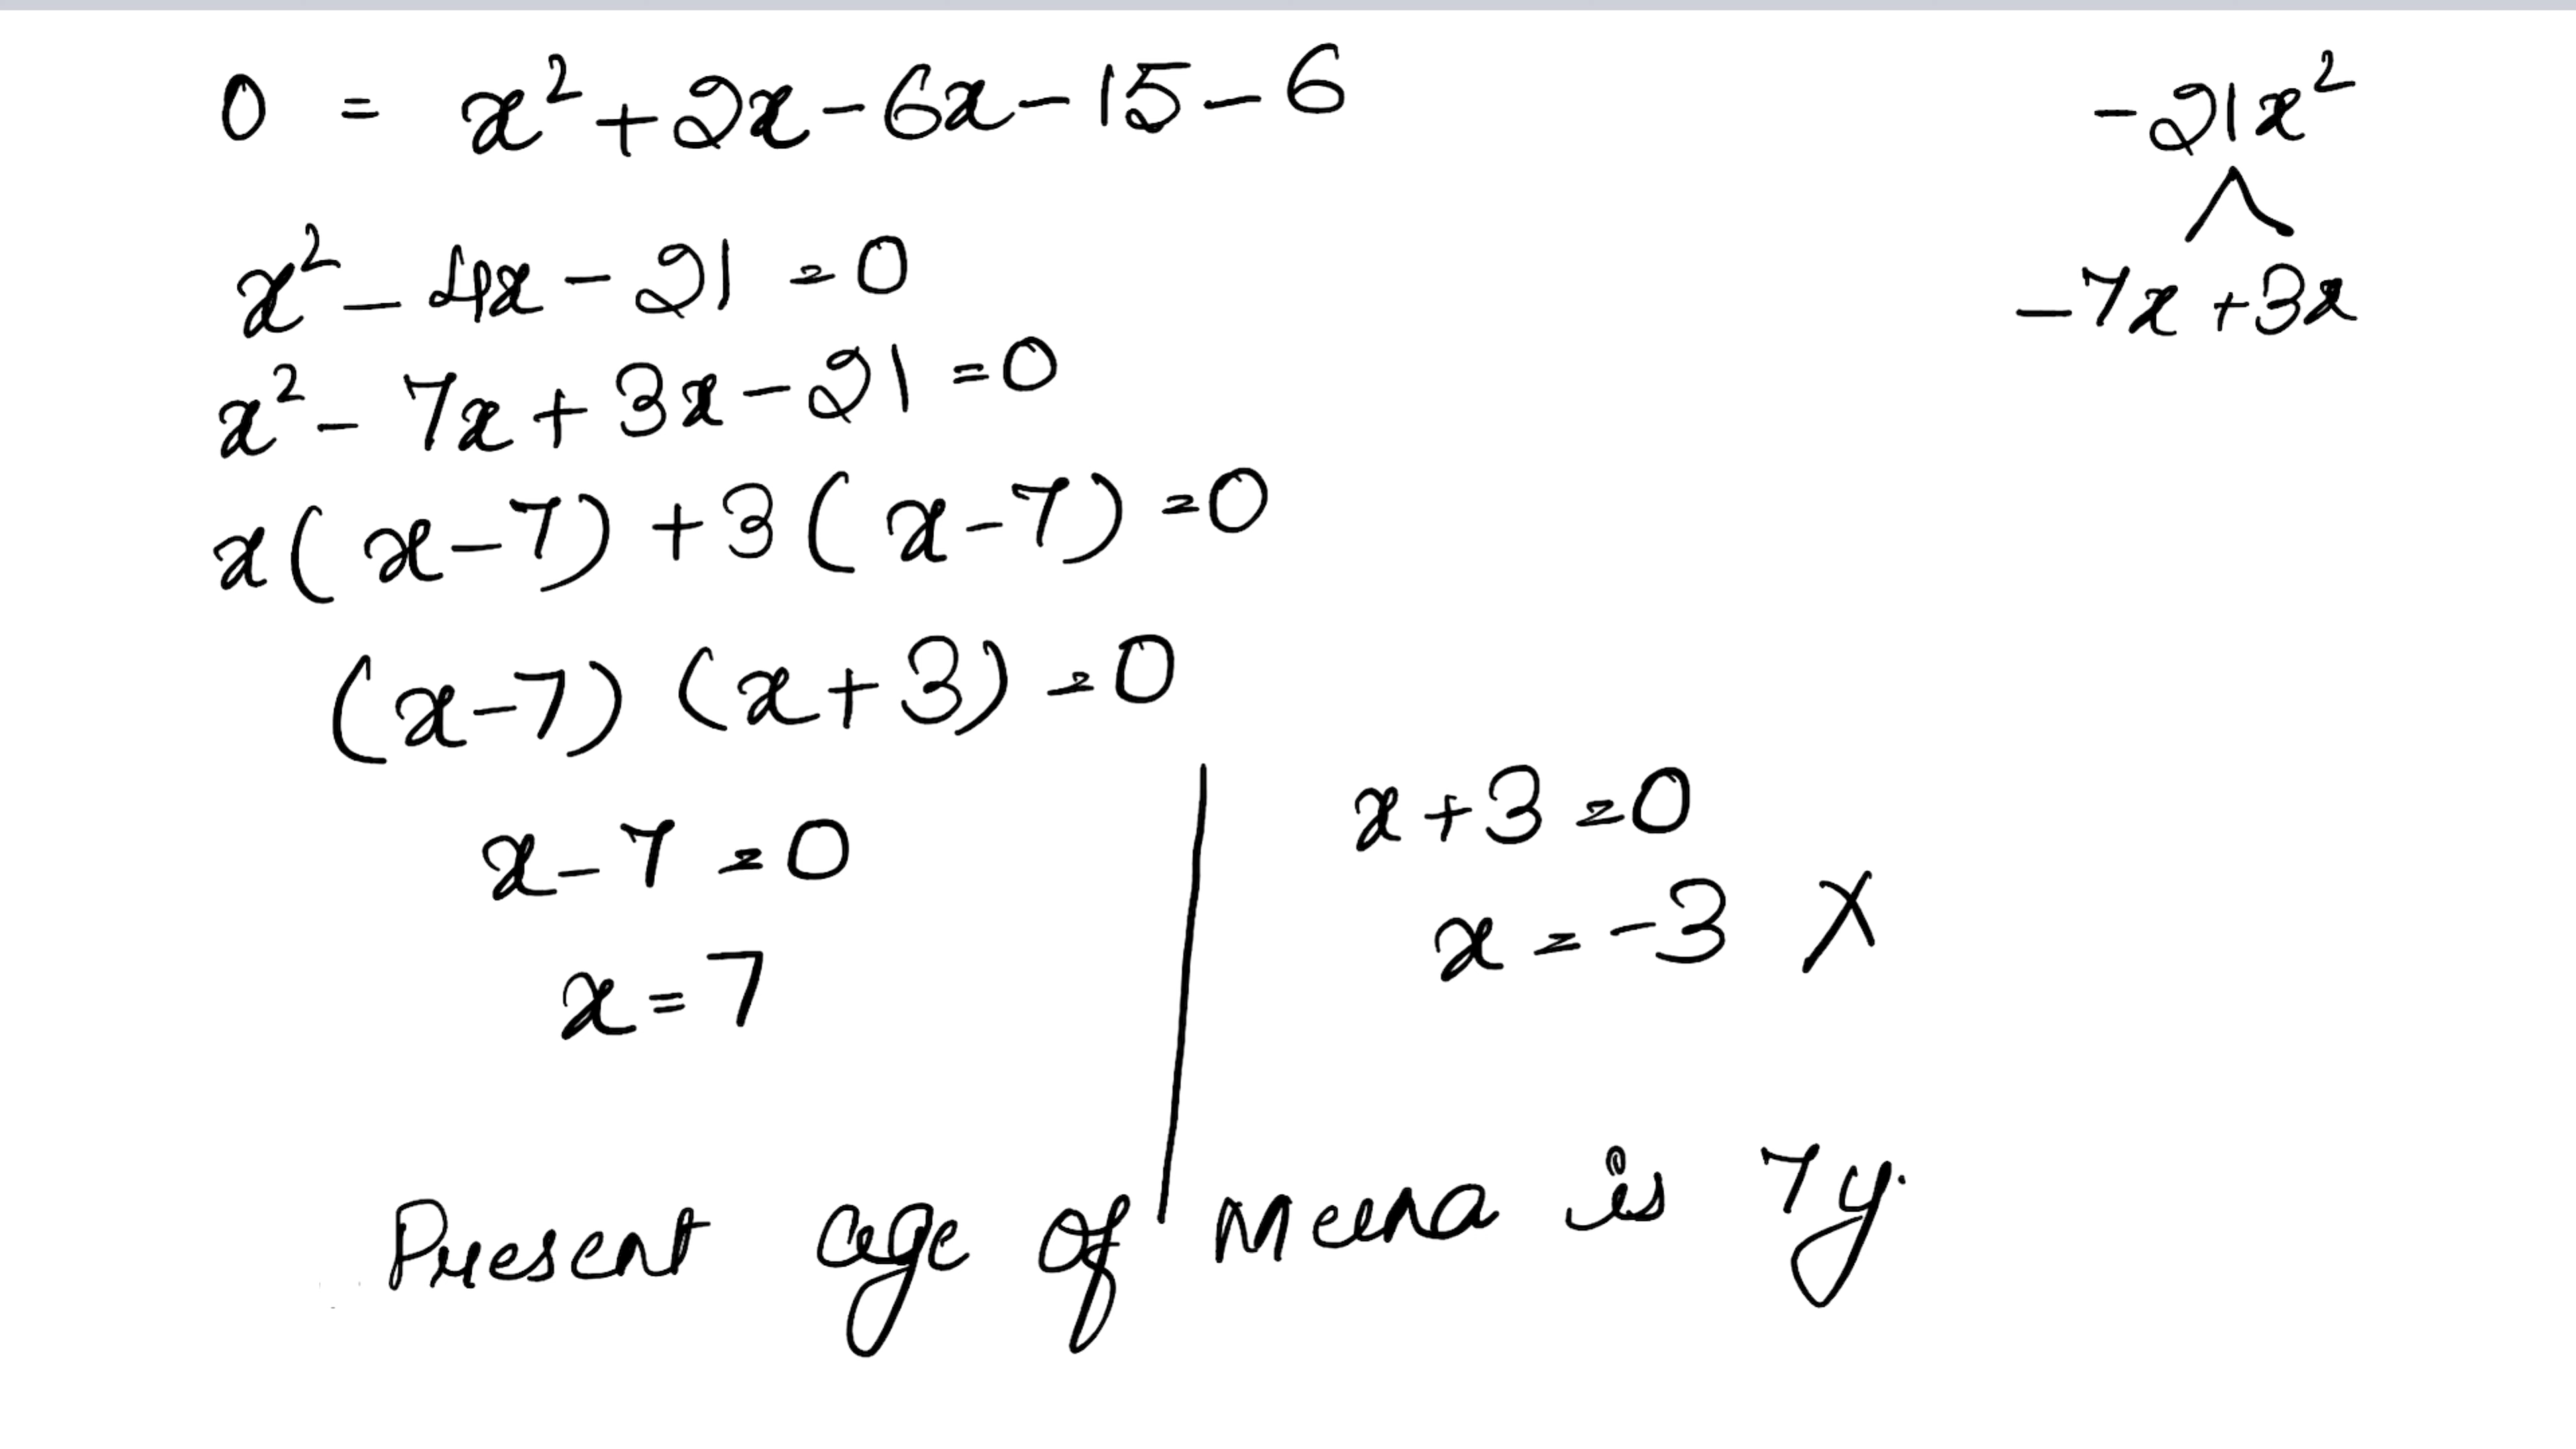 0 = x² + 2x - 6x - 15 - 6
-21x²
x² - 4x - 21 = 0
-7x +3x
x² - 7x + 3x - 21 = 0
x(x-7) + 3(x-7) = 0
(x-7) (x+3) = 0
x - 7 = 0
x = 7
x + 3 = 0
x = -3 X
Present age of Meena is 7y.